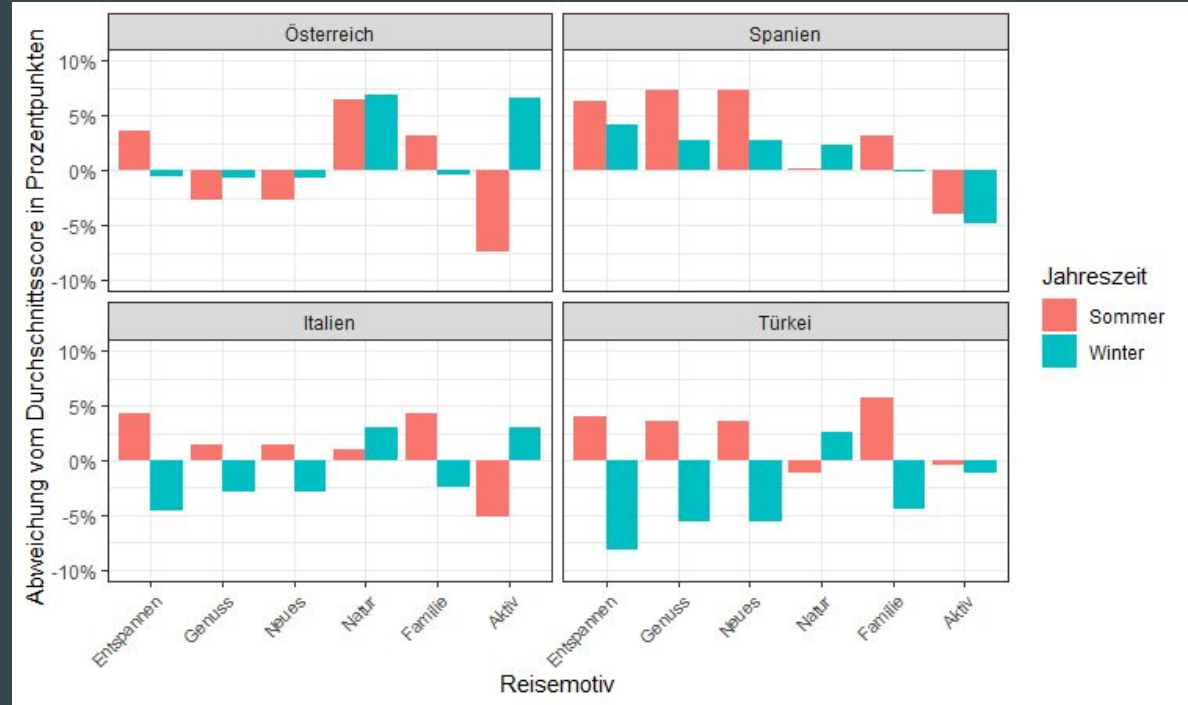 Abweichung vom Durchschnittsscore in Prozentpunkten
Österreich
Spanien
10%
5%
0%
-5%
-10%
Italien
Türkei
10%
5%
0%
-5%
-10%
Entspannen
Genuss
Neues
Natur
Familie
Aktiv
Entspannen
Genuss
Neues
Natur
Familie
Aktiv
Reisemotiv
Jahreszeit
Sommer
Winter